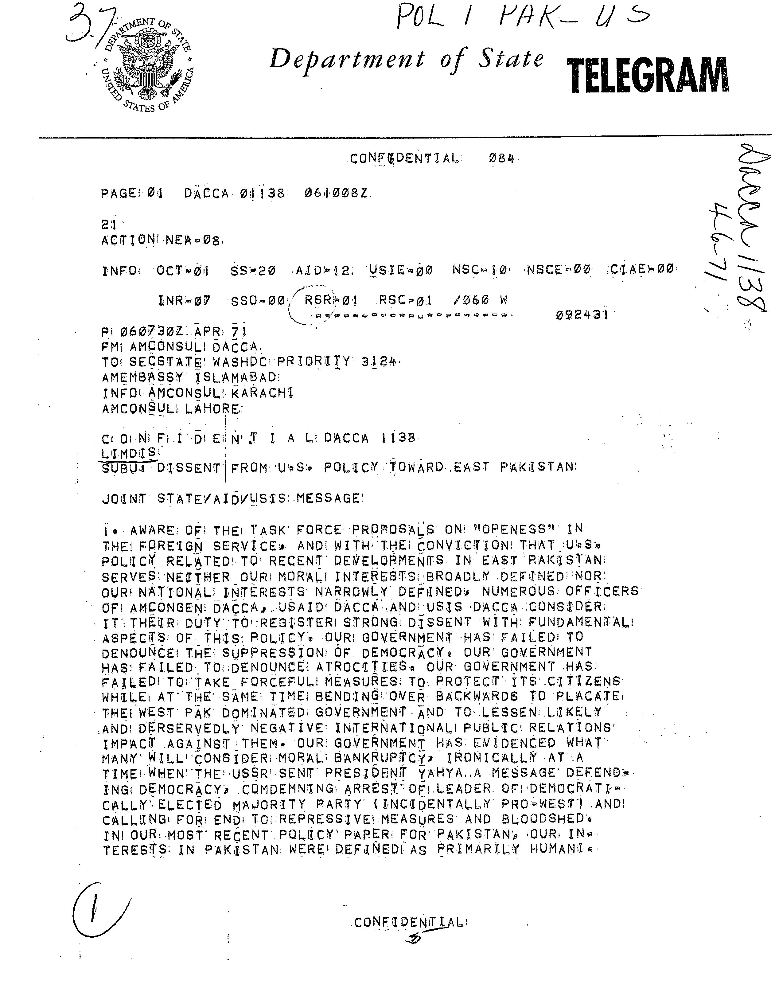 3.7
POL 1 PAK-US
DEPARTMENT OF STATE
UNITED STATES OF AMERICA
Department of State TELEGRAM
CONFIDENTIAL 084
PAGE 01 DACCA 01138 061008Z
21
ACTION NEA-08
INFO OCT-01 SS-20 AID-12 USIE-00 NSC-10 NSCE-00 CIAE-00
INR-07 SSO-00 RSR-01 RSC-01 /060 W
092431
P 060730Z APR 71
FM AMCONSUL DACCA
TO SECSTATE WASHDC PRIORITY 3124
AMEMBASSY ISLAMABAD
INFO AMCONSUL KARACHI
AMCONSUL LAHORE
C O N F I D E N T I A L DACCA 1138
LIMDIS
SUBJ: DISSENT FROM U.S. POLICY TOWARD EAST PAKISTAN
JOINT STATE/AID/USIS MESSAGE
1. AWARE OF THE TASK FORCE PROPOSALS ON "OPENESS" IN
THE FOREIGN SERVICE, AND WITH THE CONVICTION THAT U.S.
POLICY RELATED TO RECENT DEVELOPMENTS IN EAST PAKISTAN
SERVES NEITHER OUR MORAL INTERESTS BROADLY DEFINED NOR
OUR NATIONAL INTERESTS NARROWLY DEFINED, NUMEROUS OFFICERS
OF AMCONGEN DACCA, USAID DACCA AND USIS DACCA CONSIDER
IT THEIR DUTY TO REGISTER STRONG DISSENT WITH FUNDAMENTAL
ASPECTS OF THIS POLICY. OUR GOVERNMENT HAS FAILED TO
DENOUNCE THE SUPPRESSION OF DEMOCRACY. OUR GOVERNMENT
HAS FAILED TO DENOUNCE ATROCITIES. OUR GOVERNMENT HAS
FAILED TO TAKE FORCEFUL MEASURES TO PROTECT ITS CITIZENS
WHILE AT THE SAME TIME BENDING OVER BACKWARDS TO PLACATE
THE WEST PAK DOMINATED GOVERNMENT AND TO LESSEN LIKELY
AND DERSERVEDLY NEGATIVE INTERNATIONAL PUBLIC RELATIONS
IMPACT AGAINST THEM. OUR GOVERNMENT HAS EVIDENCED WHAT
MANY WILL CONSIDER MORAL BANKRUPTCY, IRONICALLY AT A
TIME WHEN THE USSR SENT PRESIDENT YAHYA A MESSAGE DEFEND-
ING DEMOCRACY, COMDEMNING ARREST OF LEADER OF DEMOCRATI-
CALLY ELECTED MAJORITY PARTY (INCIDENTALLY PRO-WEST) AND
CALLING FOR END TO REPRESSIVE MEASURES AND BLOODSHED.
IN OUR MOST RECENT POLICY PAPER FOR PAKISTAN, OUR IN-
TERESTS IN PAKISTAN WERE DEFINED AS PRIMARILY HUMANI-
1
CONFIDENTIAL
Dacca 1138
4-6-71